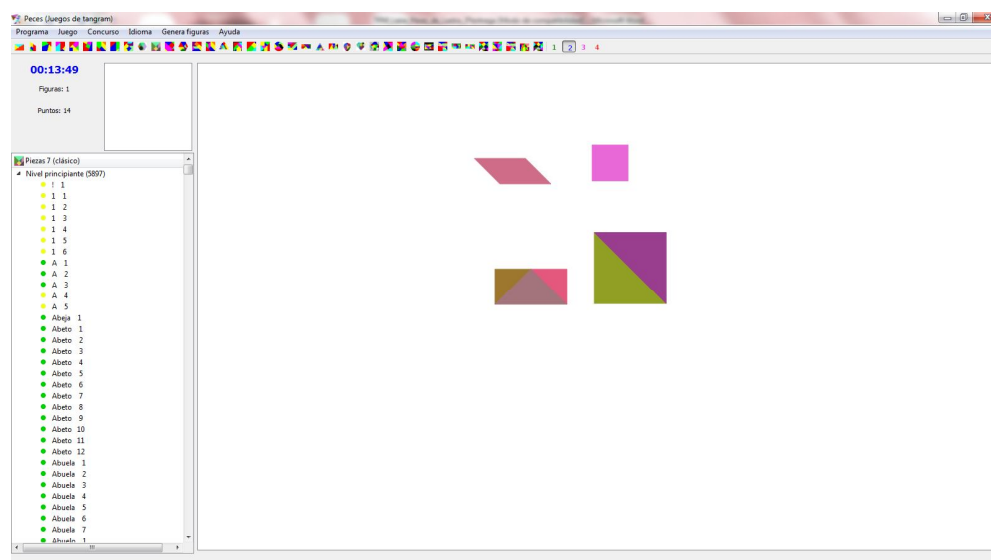 Peces (Juegos de tangram)
Programa Juego Concurso Idioma Genera figuras Ayuda
1 2 3 4
00:13:49
Figuras: 1
Puntos: 14
Piezas 7 (clásico)
Nivel principiante (5897)
! 1
1 1
1 2
1 3
1 4
1 5
1 6
A 1
A 2
A 3
A 4
A 5
Abeja 1
Abeto 1
Abeto 2
Abeto 3
Abeto 4
Abeto 5
Abeto 6
Abeto 7
Abeto 8
Abeto 9
Abeto 10
Abeto 11
Abeto 12
Abuela 1
Abuela 2
Abuela 3
Abuela 4
Abuela 5
Abuela 6
Abuela 7
Abuelo 1